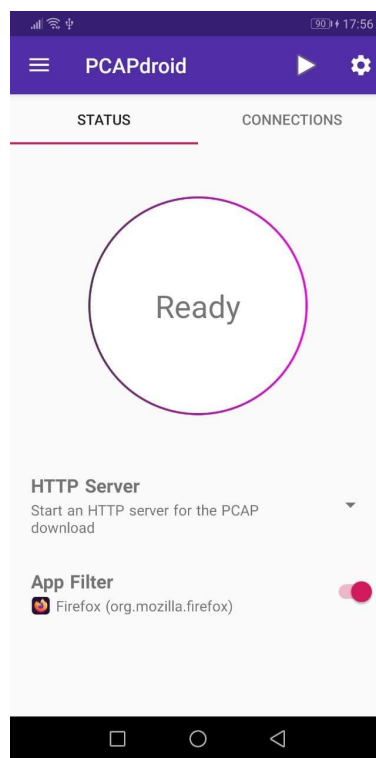 90 17:56
PCAPdroid
STATUS CONNECTIONS
Ready
HTTP Server
Start an HTTP server for the PCAP
download
App Filter
Firefox (org.mozilla.firefox)